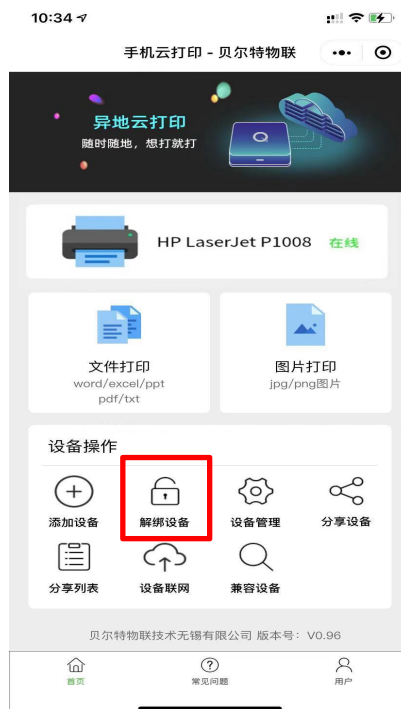 10:34
手机云打印 - 贝尔特物联
异地云打印
随时随地，想打就打
HP LaserJet P1008 在线
文件打印
word/excel/ppt
pdf/txt
图片打印
jpg/png图片
设备操作
添加设备 解绑设备 设备管理 分享设备
分享列表 设备联网 兼容设备
贝尔特物联技术无锡有限公司 版本号：V0.96
首页 常见问题 用户